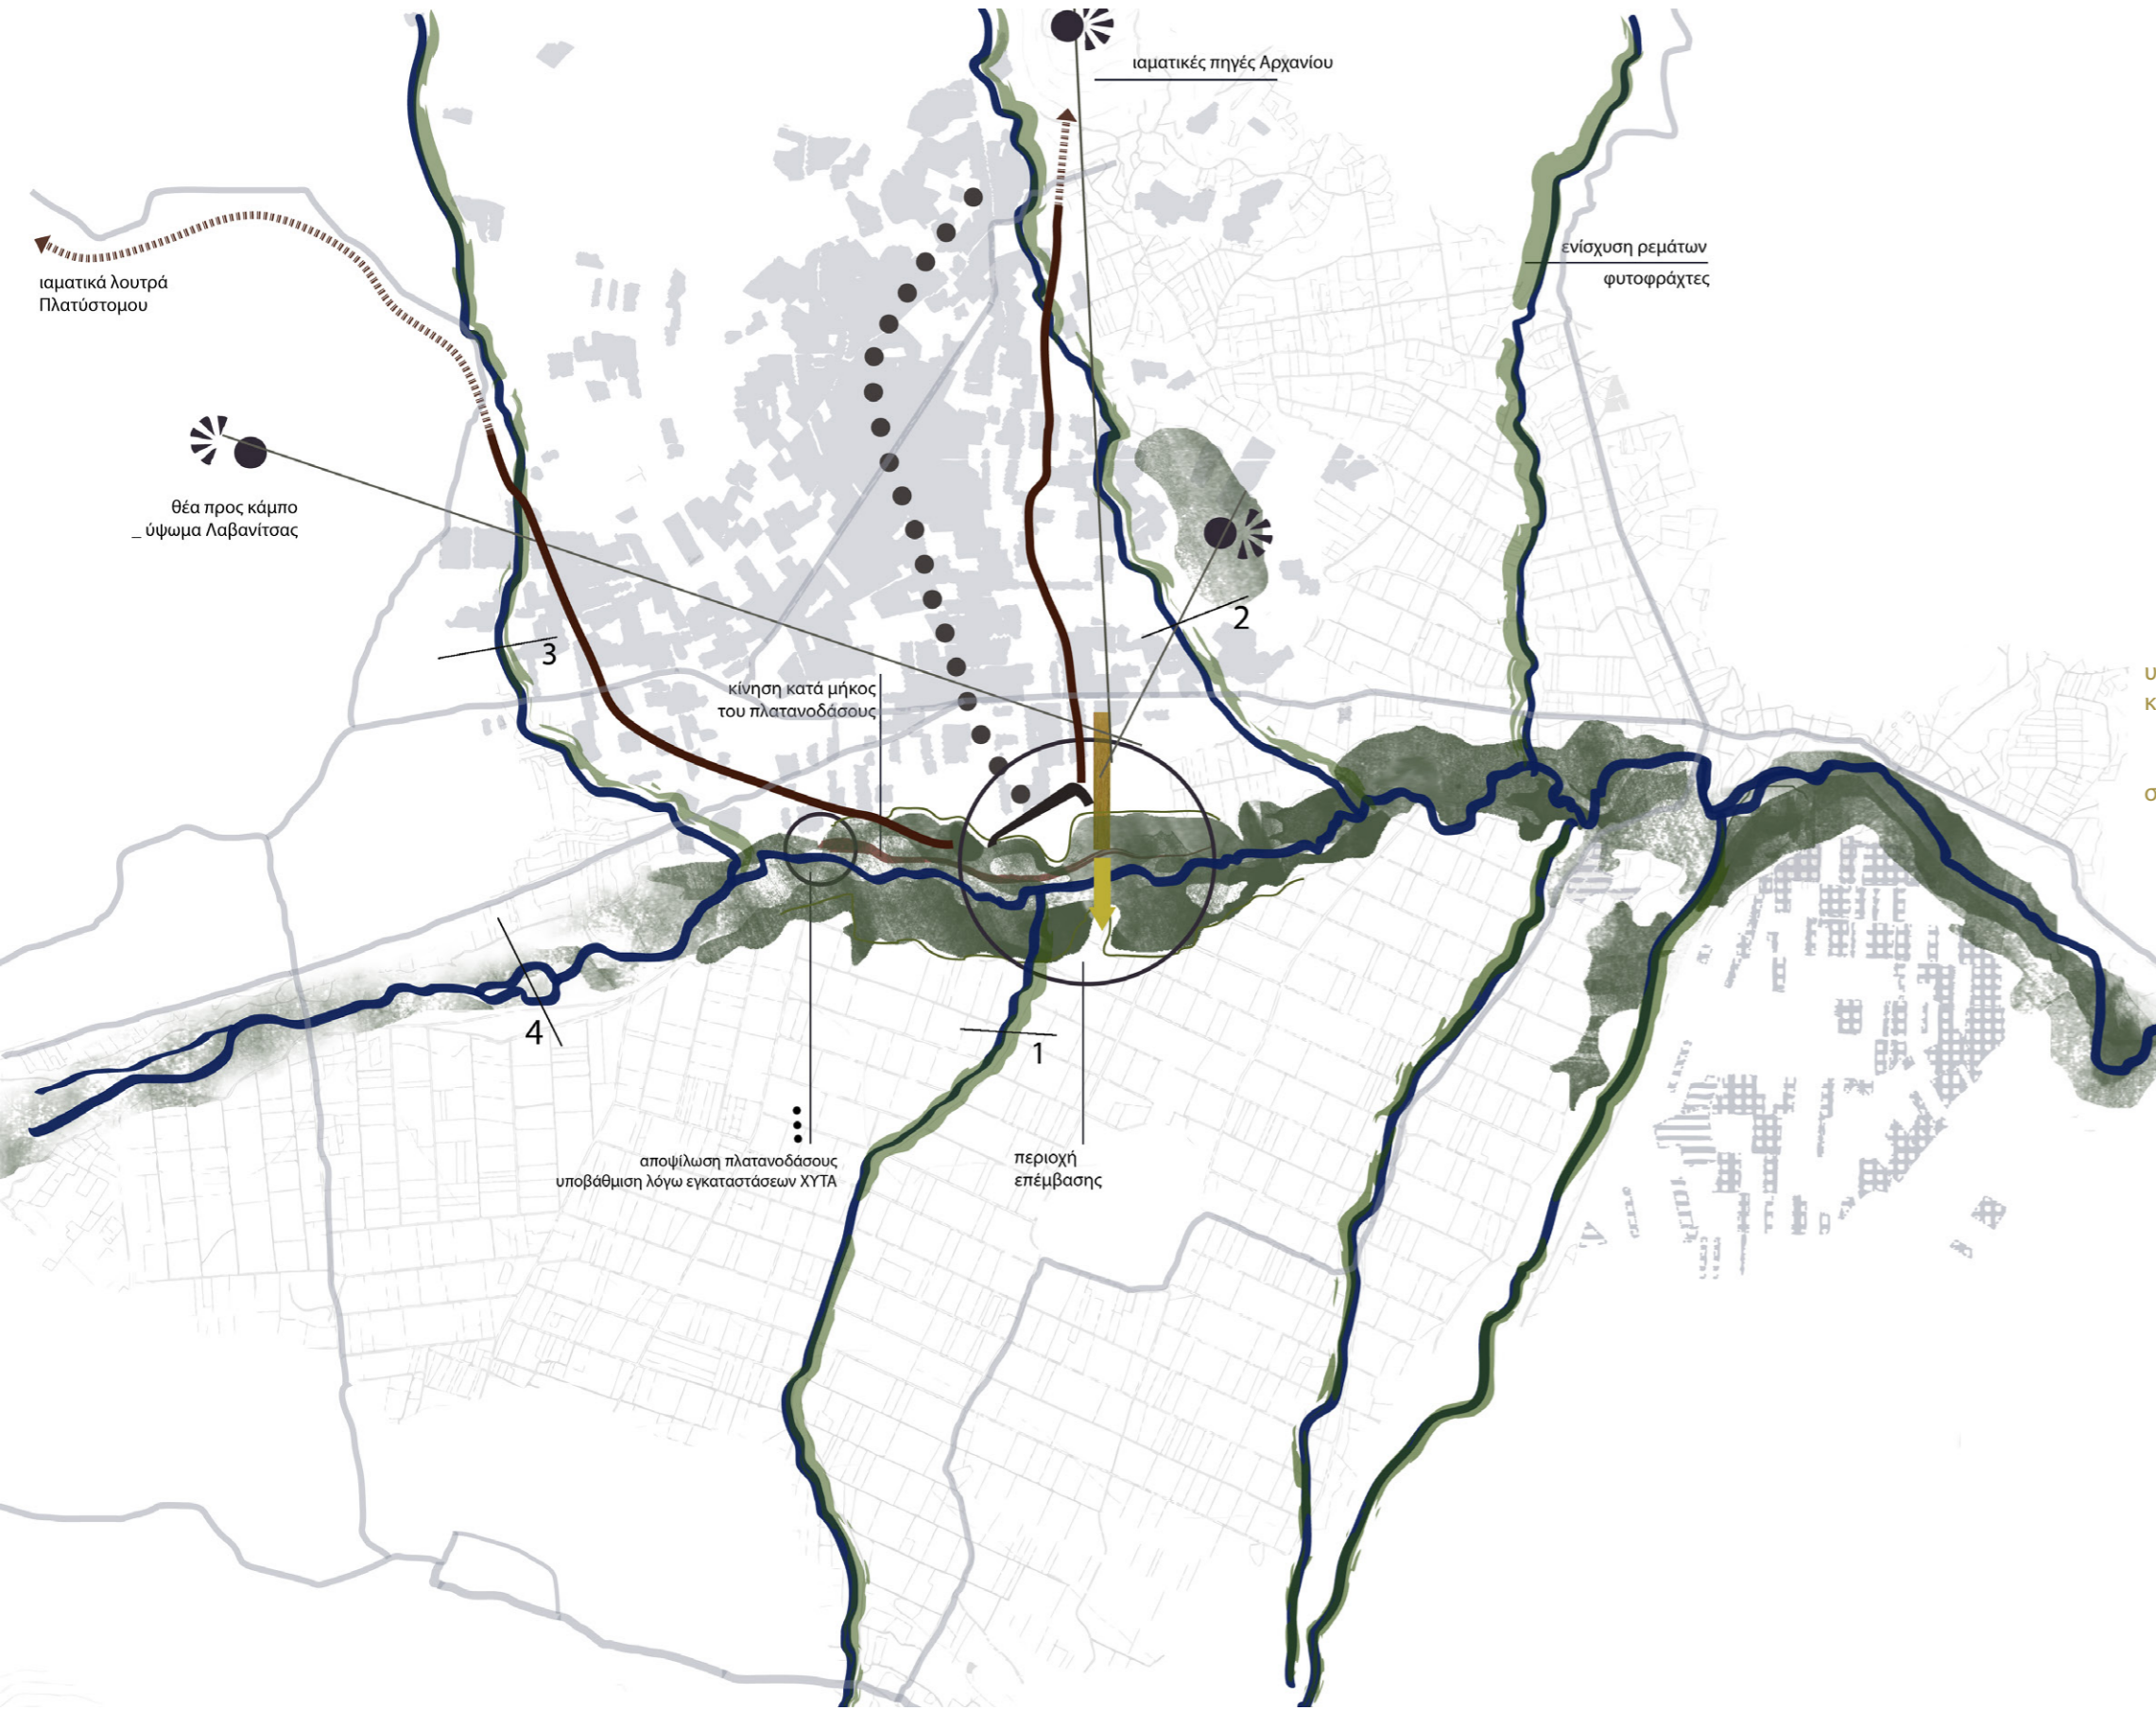 ιαματικές πηγές Αρχανίου
ενίσχυση ρεμάτων
φυτοφράχτες
ιαματικά λουτρά
Πλατύστομου
θέα προς κάμπο
_ ύψωμα Λαβανίτσας
2
3
κίνηση κατά μήκος
του πλατανοδάσους
υ
κ
σ
4
1
αποψίλωση πλατανοδάσους
υποβάθμιση λόγω εγκαταστάσεων ΧΥΤΑ
περιοχή
επέμβασης